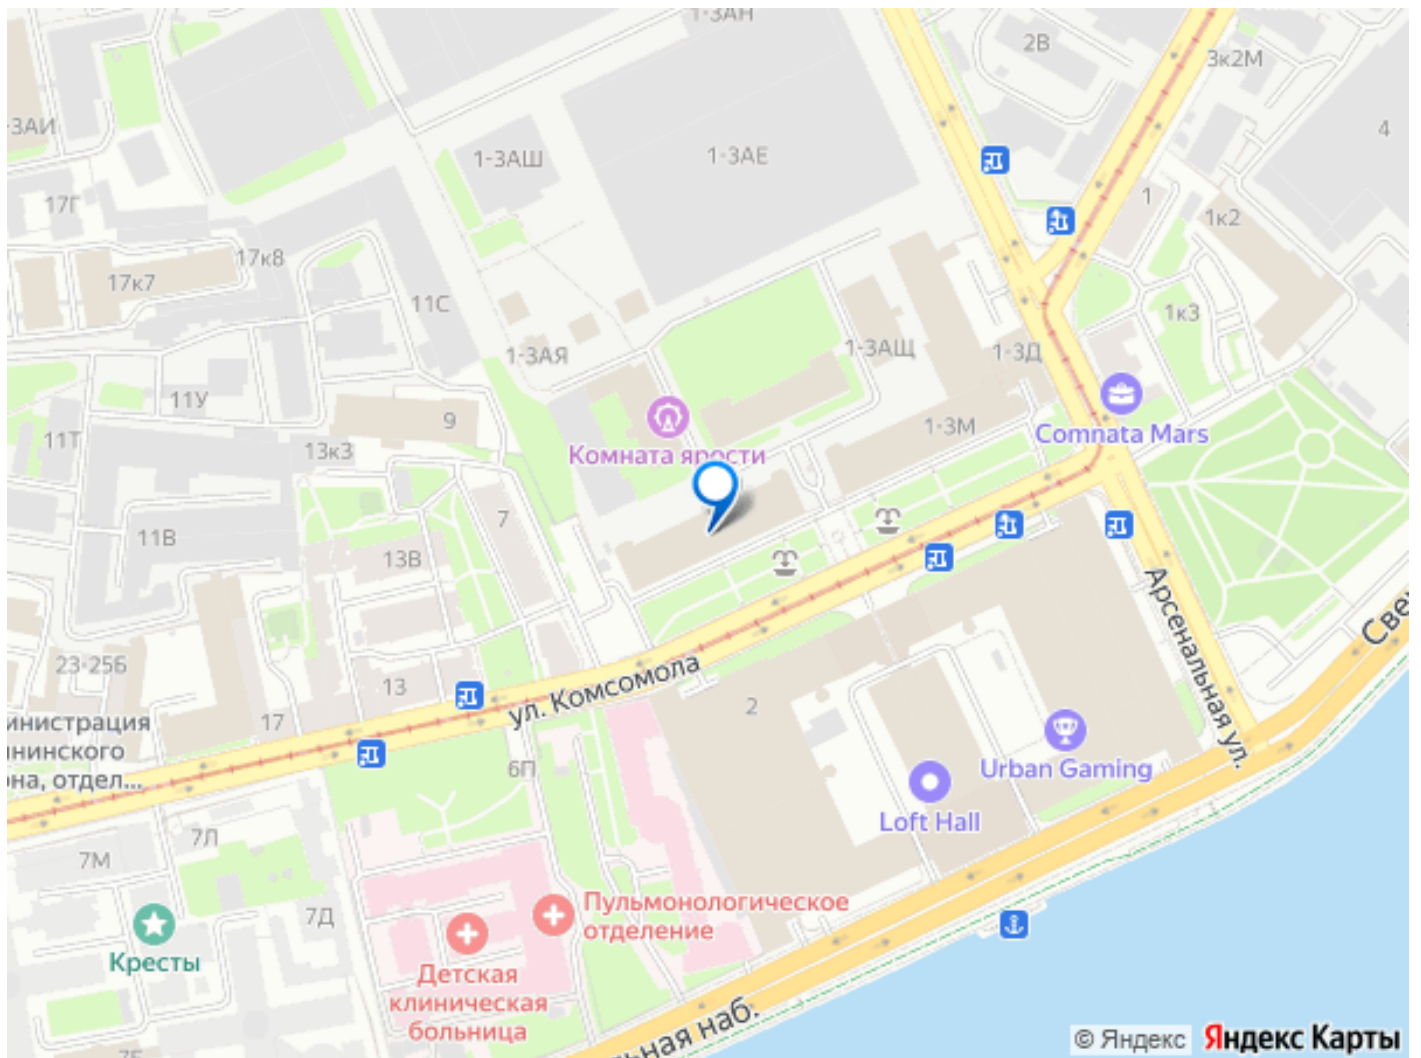 1-3АН
2В
3к2М
-3АИ
4
1-3АШ
1-3АЕ
17Г
1
1к2
17к8
17к7
11С
1к3
1-3АЯ
1-3АЩ
1-3Д
11У
9
Comnata Mars
1-3М
11Т
13к3
Комната ярости
7
11В
13В
Арсенальная ул.
Све
23-25Б
13
ул. Комсомола
17
2
инистрация
нинского
она, отдел...
6П
Urban Gaming
Loft Hall
7Л
7М
Пульмонологическое
отделение
7Д
Кресты
Детская
клиническая
больница
льная наб.
© Яндекс
Яндекс Карты